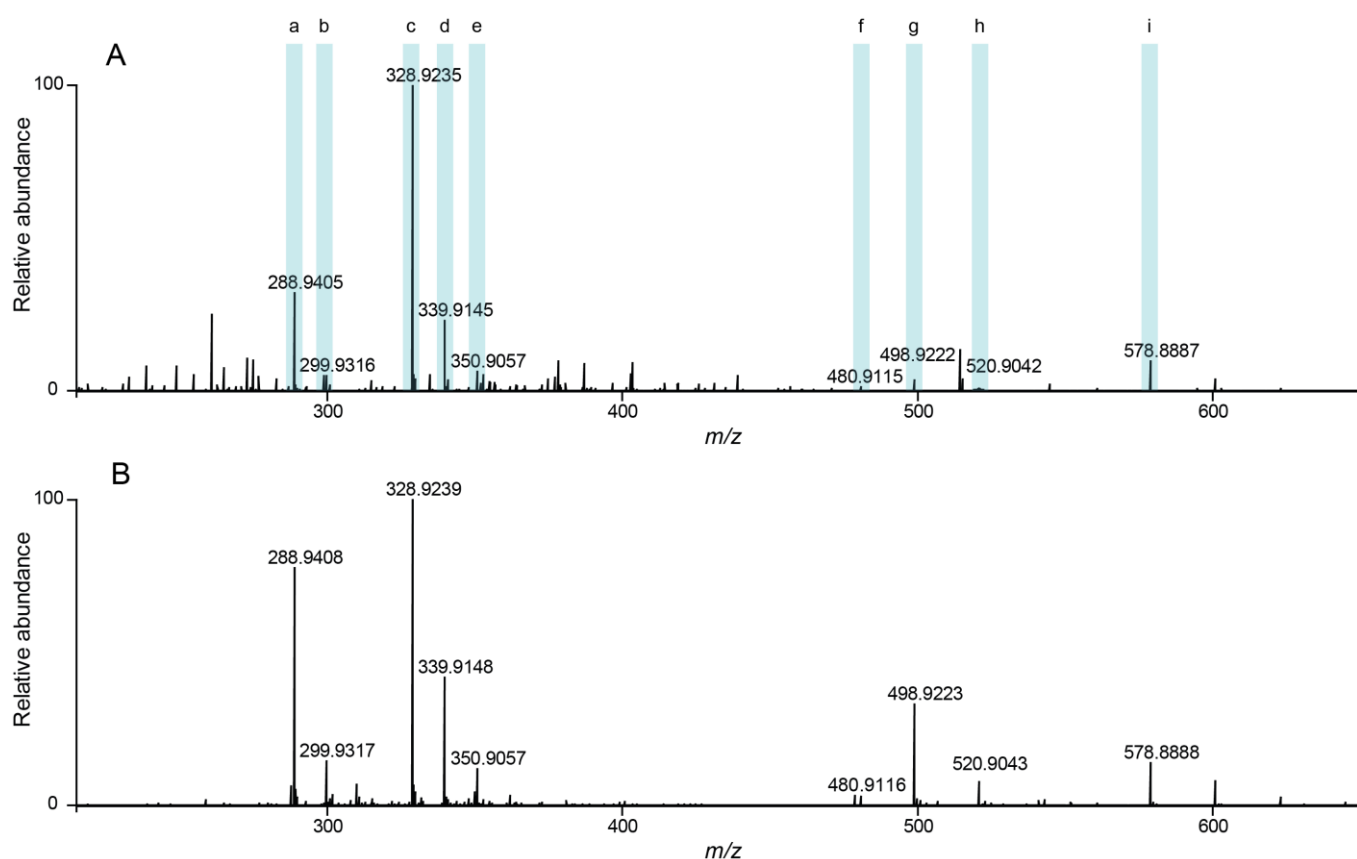 a b c d e f g h i
A
Relative abundance
100
0
328.9235
288.9405
339.9145
299.9316
350.9057
498.9222
578.8887
520.9042
480.9115
300 400 500 600
m/z
B
Relative abundance
100
0
328.9239
288.9408
339.9148
498.9223
299.9317
350.9057
520.9043
578.8888
480.9116
300 400 500 600
m/z